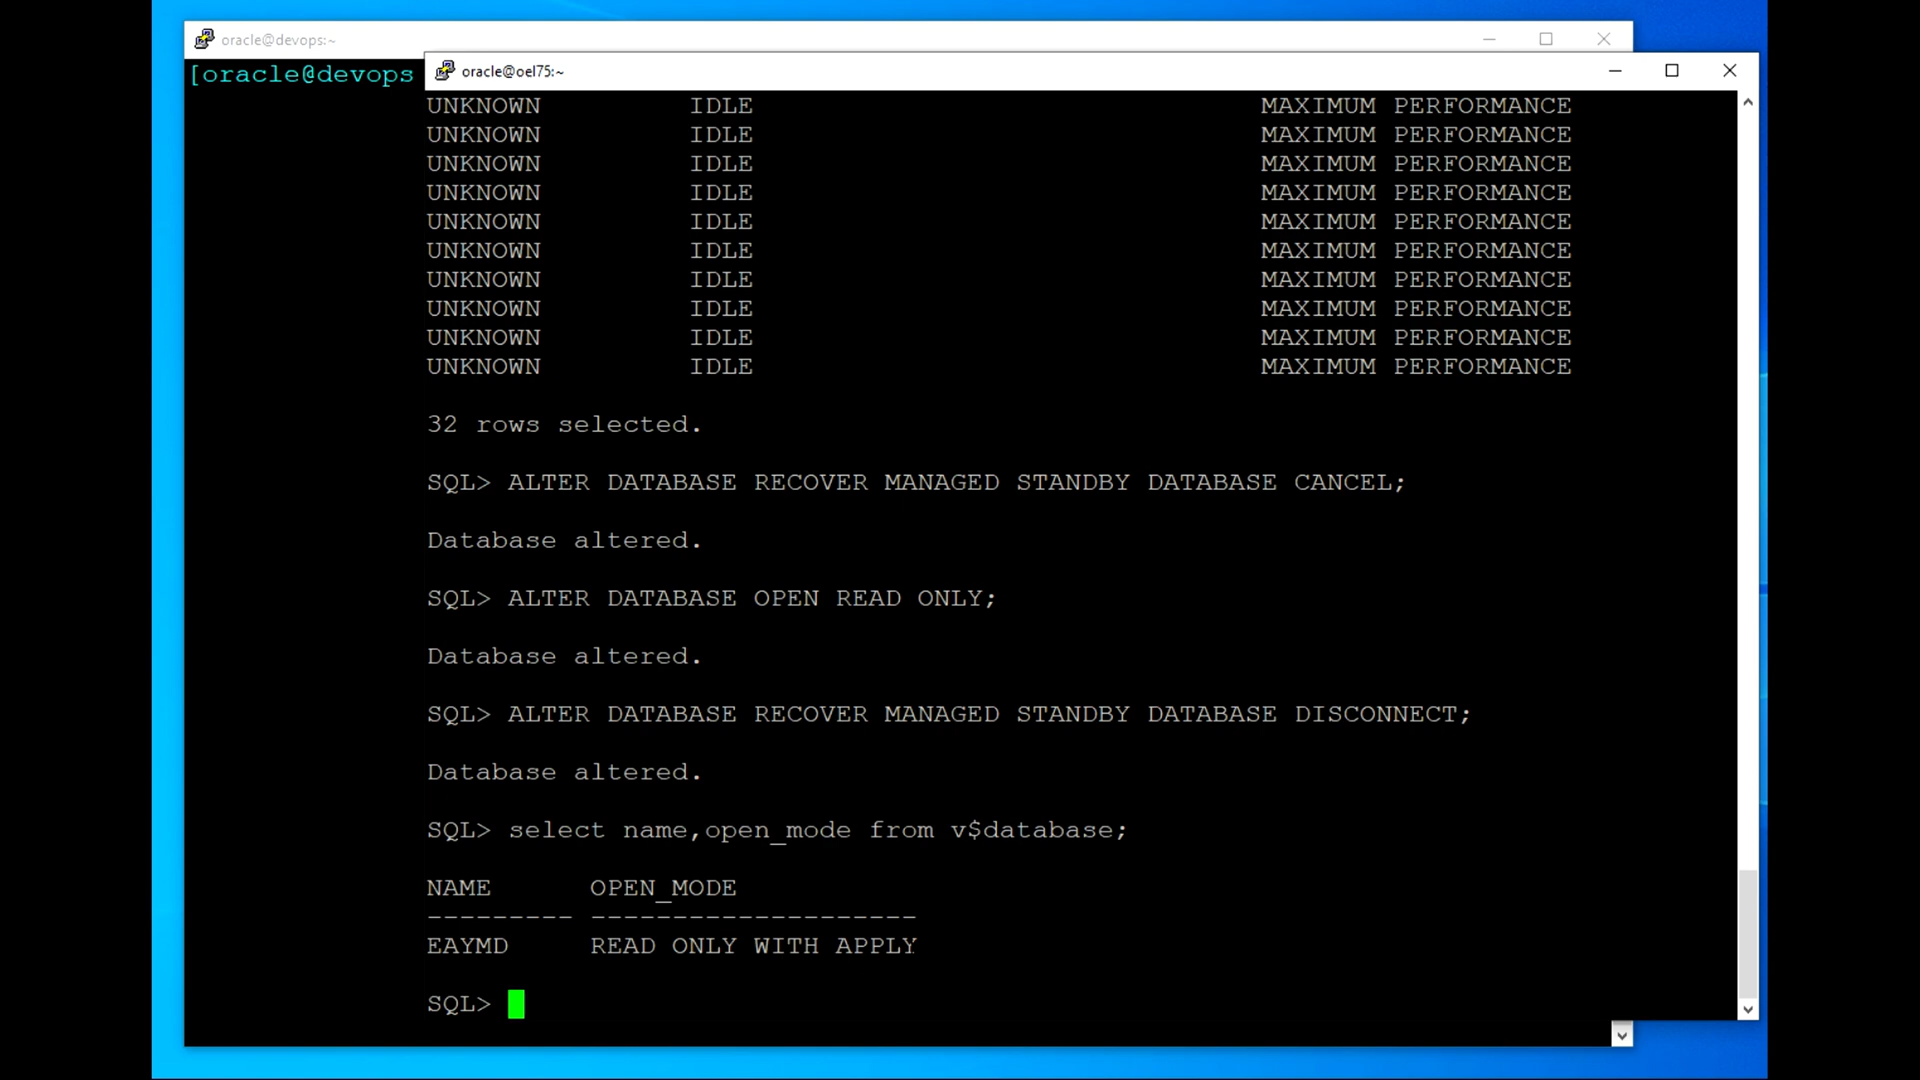 oracle@devops:~
[oracle@devops
oracle@oel75:~
UNKNOWN IDLE MAXIMUM PERFORMANCE
UNKNOWN IDLE MAXIMUM PERFORMANCE
UNKNOWN IDLE MAXIMUM PERFORMANCE
UNKNOWN IDLE MAXIMUM PERFORMANCE
UNKNOWN IDLE MAXIMUM PERFORMANCE
UNKNOWN IDLE MAXIMUM PERFORMANCE
UNKNOWN IDLE MAXIMUM PERFORMANCE
UNKNOWN IDLE MAXIMUM PERFORMANCE
UNKNOWN IDLE MAXIMUM PERFORMANCE
UNKNOWN IDLE MAXIMUM PERFORMANCE
32 rows selected.
SQL> ALTER DATABASE RECOVER MANAGED STANDBY DATABASE CANCEL;
Database altered.
SQL> ALTER DATABASE OPEN READ ONLY;
Database altered.
SQL> ALTER DATABASE RECOVER MANAGED STANDBY DATABASE DISCONNECT;
Database altered.
SQL> select name,open_mode from v$database;
NAME OPEN_MODE
--------- --------------------
EAYMD READ ONLY WITH APPLY
SQL>